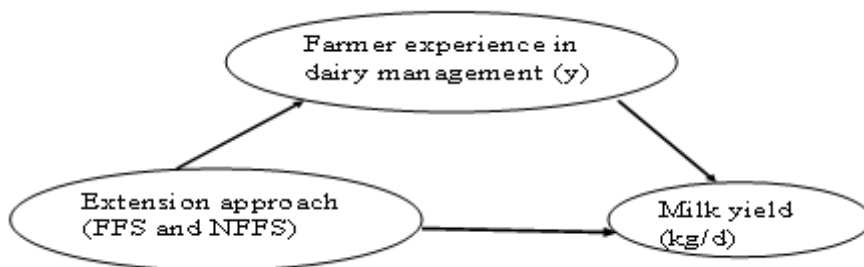 Farmer experience in
dairy management (y)
Extension approach
(FFS and NFFS)
Milk yield
(kg/d)